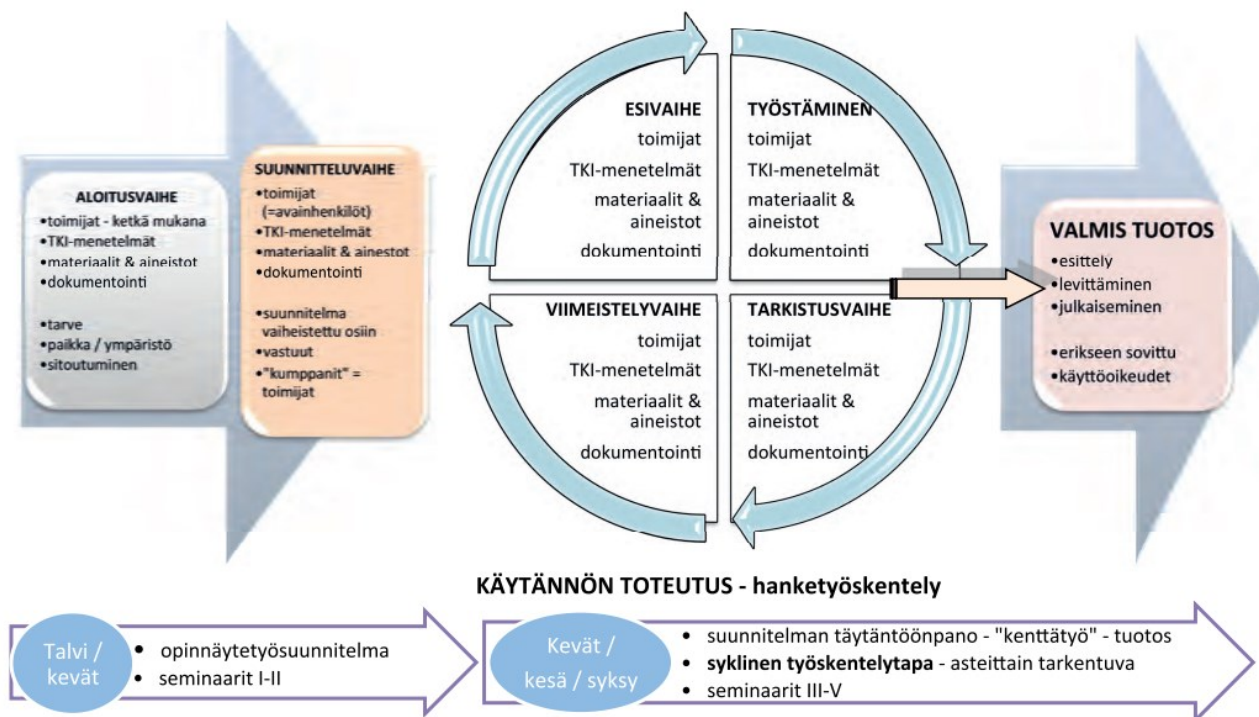 ALOITUSVAIHE
•toimijat - ketkä mukana
•TKI-menetelmät
•materiaalit & aineistot
•dokumentointi
•tarve
•paikka / ympäristö
•sitoutuminen
SUUNNITTELUVAIHE
•toimijat
(=avainhenkilöt)
•TKI-menetelmät
•materiaalit & ainestot
•dokumentointi
•suunnitelma
vaiheistettu osiin
•vastuut
•"kumppanit" =
toimijat
ESIVAIHE
toimijat
TKI-menetelmät
materiaalit &
aineistot
dokumentointi
TYÖSTÄMINEN
toimijat
TKI-menetelmät
materiaalit &
aineistot
dokumentointi
VIIMEISTELYVAIHE
toimijat
TKI-menetelmät
materiaalit &
aineistot
dokumentointi
TARKISTUSVAIHE
toimijat
TKI-menetelmät
materiaalit &
aineistot
dokumentointi
VALMIS TUOTOS
•esittely
•levittäminen
•julkaiseminen
•erikseen sovittu
•käyttöoikeudet
KÄYTÄNNÖN TOTEUTUS - hanketyöskentely
Talvi /
kevät
• opinnäytetyösuunnitelma
• seminaarit I-II
Kevät /
kesä / syksy
• suunnitelman täytäntöönpano - "kenttätyö" - tuotos
• syklinen työskentelytapa - asteittain tarkentuva
• seminaarit III-V